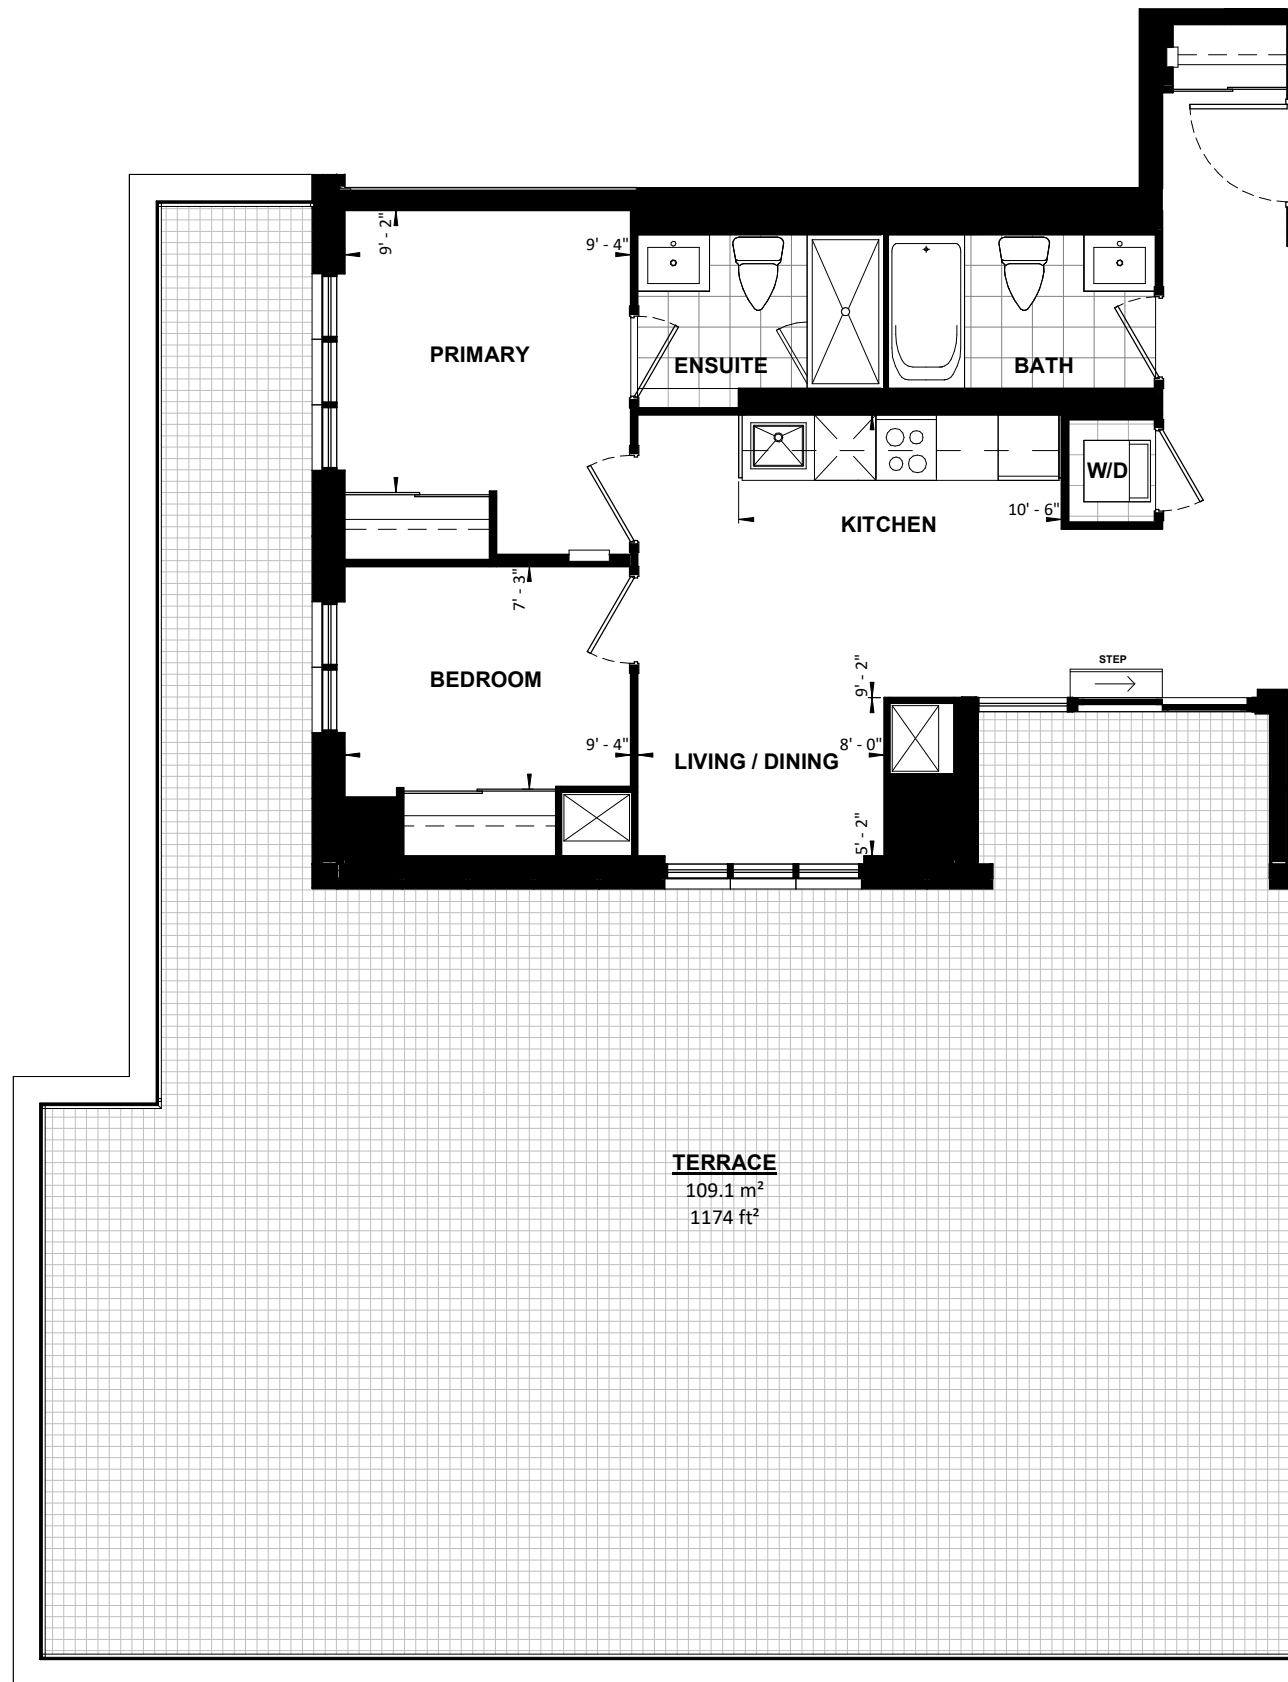 9' - 2"
9' - 4"
PRIMARY
ENSUITE
BATH
W/D
10' - 6"
KITCHEN
7' - 3"
STEP
9' - 2"
BEDROOM
9' - 4"
8' - 0"
LIVING / DINING
5' - 2"
TERRACE
109.1 m²
1174 ft²